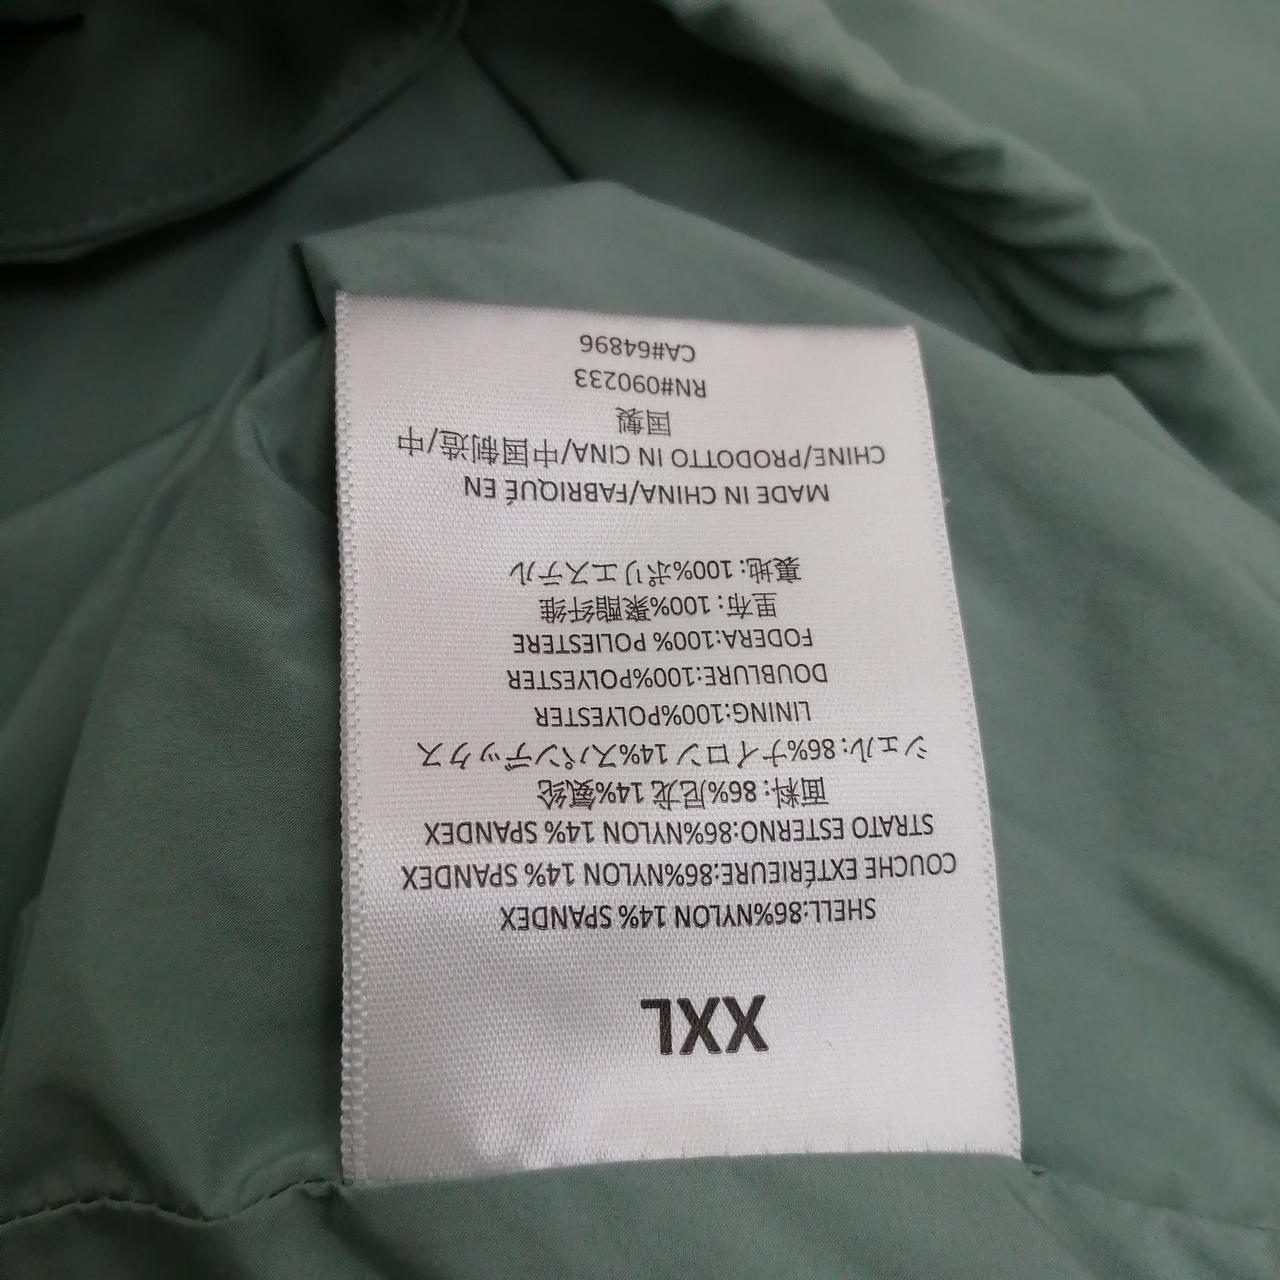 XXL
SHELL:86%NYLON 14% SPANDEX
COUCHE EXTÉRIEURE:86%NYLON 14% SPANDEX
STRATO ESTERNO:86%NYLON 14% SPANDEX
面料: 86%尼龙 14%氨纶
シェル: 86%ナイロン 14%スパンデックス
LINING:100%POLYESTER
DOUBLURE:100%POLYESTER
FODERA:100% POLIESTERE
里布: 100%聚酯纤维
裏地: 100%ポリエステル
MADE IN CHINA/FABRIQUÉ EN
CHINE/PRODOTTO IN CINA/中国制造/中
国製
RN#090233
CA#64896